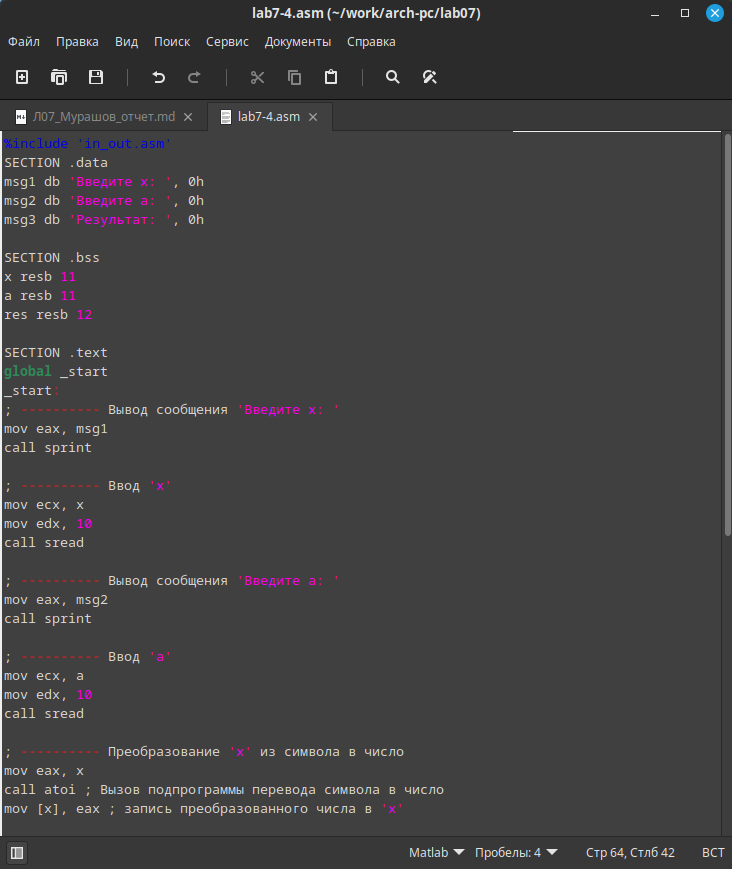 lab7-4.asm (~/work/arch-pc/lab07)
Файл Правка Вид Поиск Сервис Документы Справка
Л07_Мурашов_отчет.md lab7-4.asm
%include 'in_out.asm'
SECTION .data
msg1 db 'Введите x: ', 0h
msg2 db 'Введите a: ', 0h
msg3 db 'Результат: ', 0h
SECTION .bss
x resb 11
a resb 11
res resb 12
SECTION .text
global _start
_start:
; ---------- Вывод сообщения 'Введите x: '
mov eax, msg1
call sprint
; ---------- Ввод 'x'
mov ecx, x
mov edx, 10
call sread
; ---------- Вывод сообщения 'Введите a: '
mov eax, msg2
call sprint
; ---------- Ввод 'a'
mov ecx, a
mov edx, 10
call sread
; ---------- Преобразование 'x' из символа в число
mov eax, x
call atoi ; Вызов подпрограммы перевода символа в число
mov [x], eax ; запись преобразованного числа в 'x'
Matlab Пробелы: 4 Стр 64, Стлб 42 ВСТ